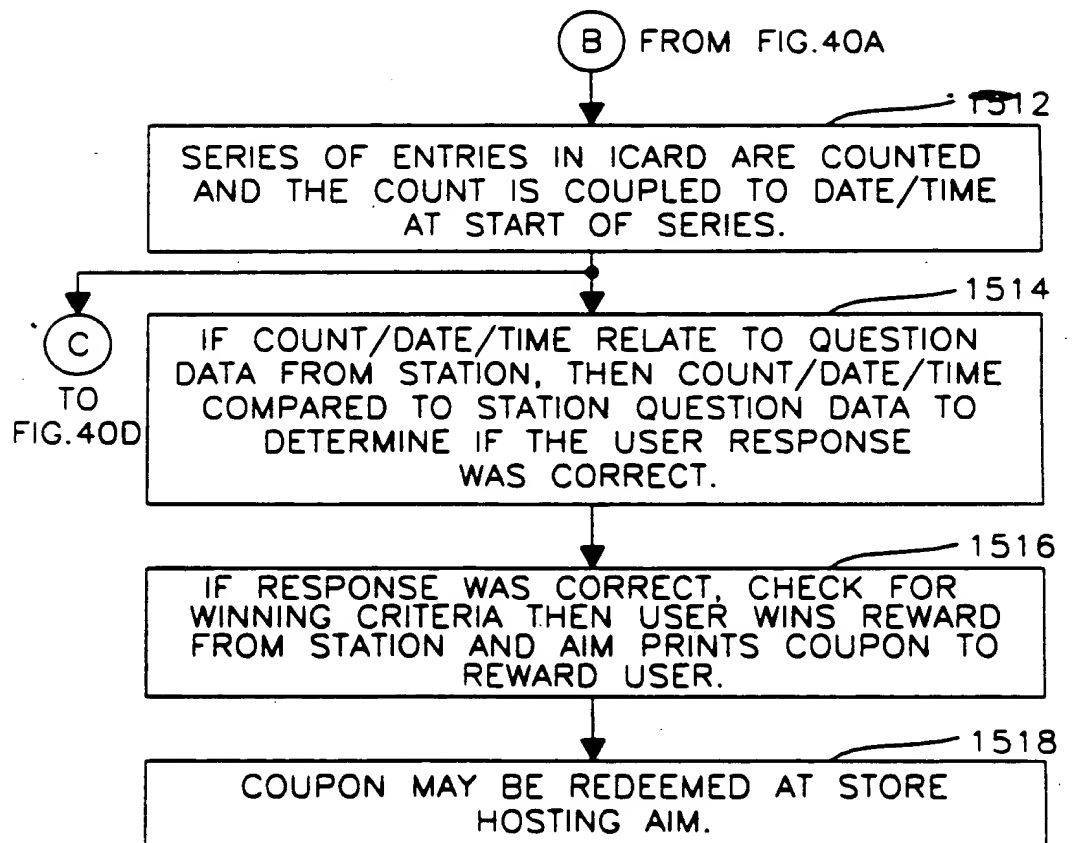 B FROM FIG.40A
1512
SERIES OF ENTRIES IN ICARD ARE COUNTED
AND THE COUNT IS COUPLED TO DATE/TIME
AT START OF SERIES.
1514
C
TO
FIG.40D
IF COUNT/DATE/TIME RELATE TO QUESTION
DATA FROM STATION, THEN COUNT/DATE/TIME
COMPARED TO STATION QUESTION DATA TO
DETERMINE IF THE USER RESPONSE
WAS CORRECT.
1516
IF RESPONSE WAS CORRECT, CHECK FOR
WINNING CRITERIA THEN USER WINS REWARD
FROM STATION AND AIM PRINTS COUPON TO
REWARD USER.
1518
COUPON MAY BE REDEEMED AT STORE
HOSTING AIM.